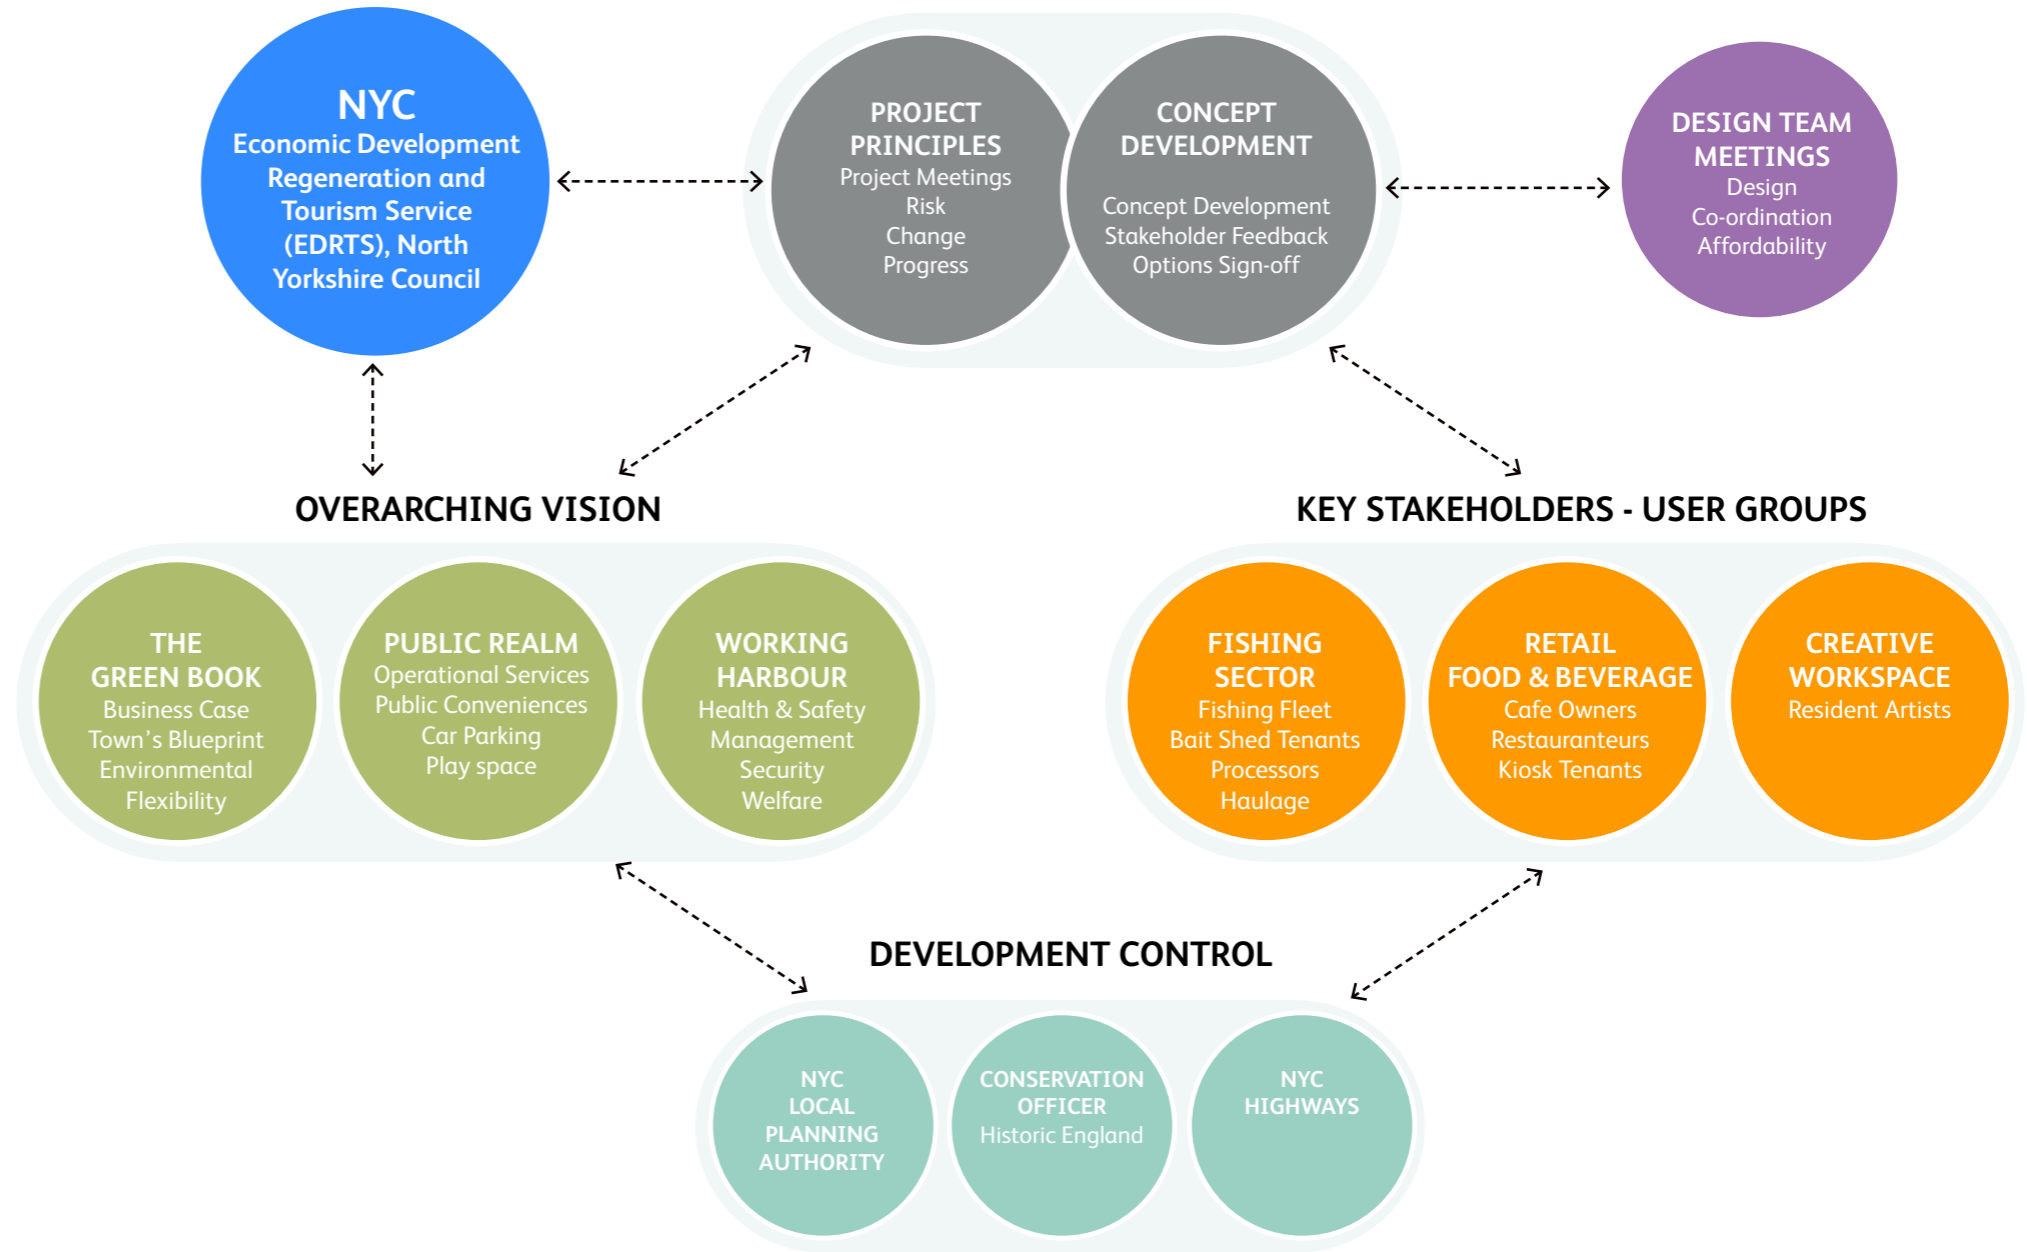 NYC
Economic Development
Regeneration and
Tourism Service
(EDRTS), North
Yorkshire Council
PROJECT
PRINCIPLES
Project Meetings
Risk
Change
Progress
CONCEPT
DEVELOPMENT
Concept Development
Stakeholder Feedback
Options Sign-off
DESIGN TEAM
MEETINGS
Design
Co-ordination
Affordability
OVERARCHING VISION
THE
GREEN BOOK
Business Case
Town’s Blueprint
Environmental
Flexibility
PUBLIC REALM
Operational Services
Public Conveniences
Car Parking
Play space
WORKING
HARBOUR
Health & Safety
Management
Security
Welfare
KEY STAKEHOLDERS - USER GROUPS
FISHING
SECTOR
Fishing Fleet
Bait Shed Tenants
Processors
Haulage
RETAIL
FOOD & BEVERAGE
Cafe Owners
Restauranteurs
Kiosk Tenants
CREATIVE
WORKSPACE
Resident Artists
DEVELOPMENT CONTROL
NYC
LOCAL
PLANNING
AUTHORITY
CONSERVATION
OFFICER
Historic England
NYC
HIGHWAYS